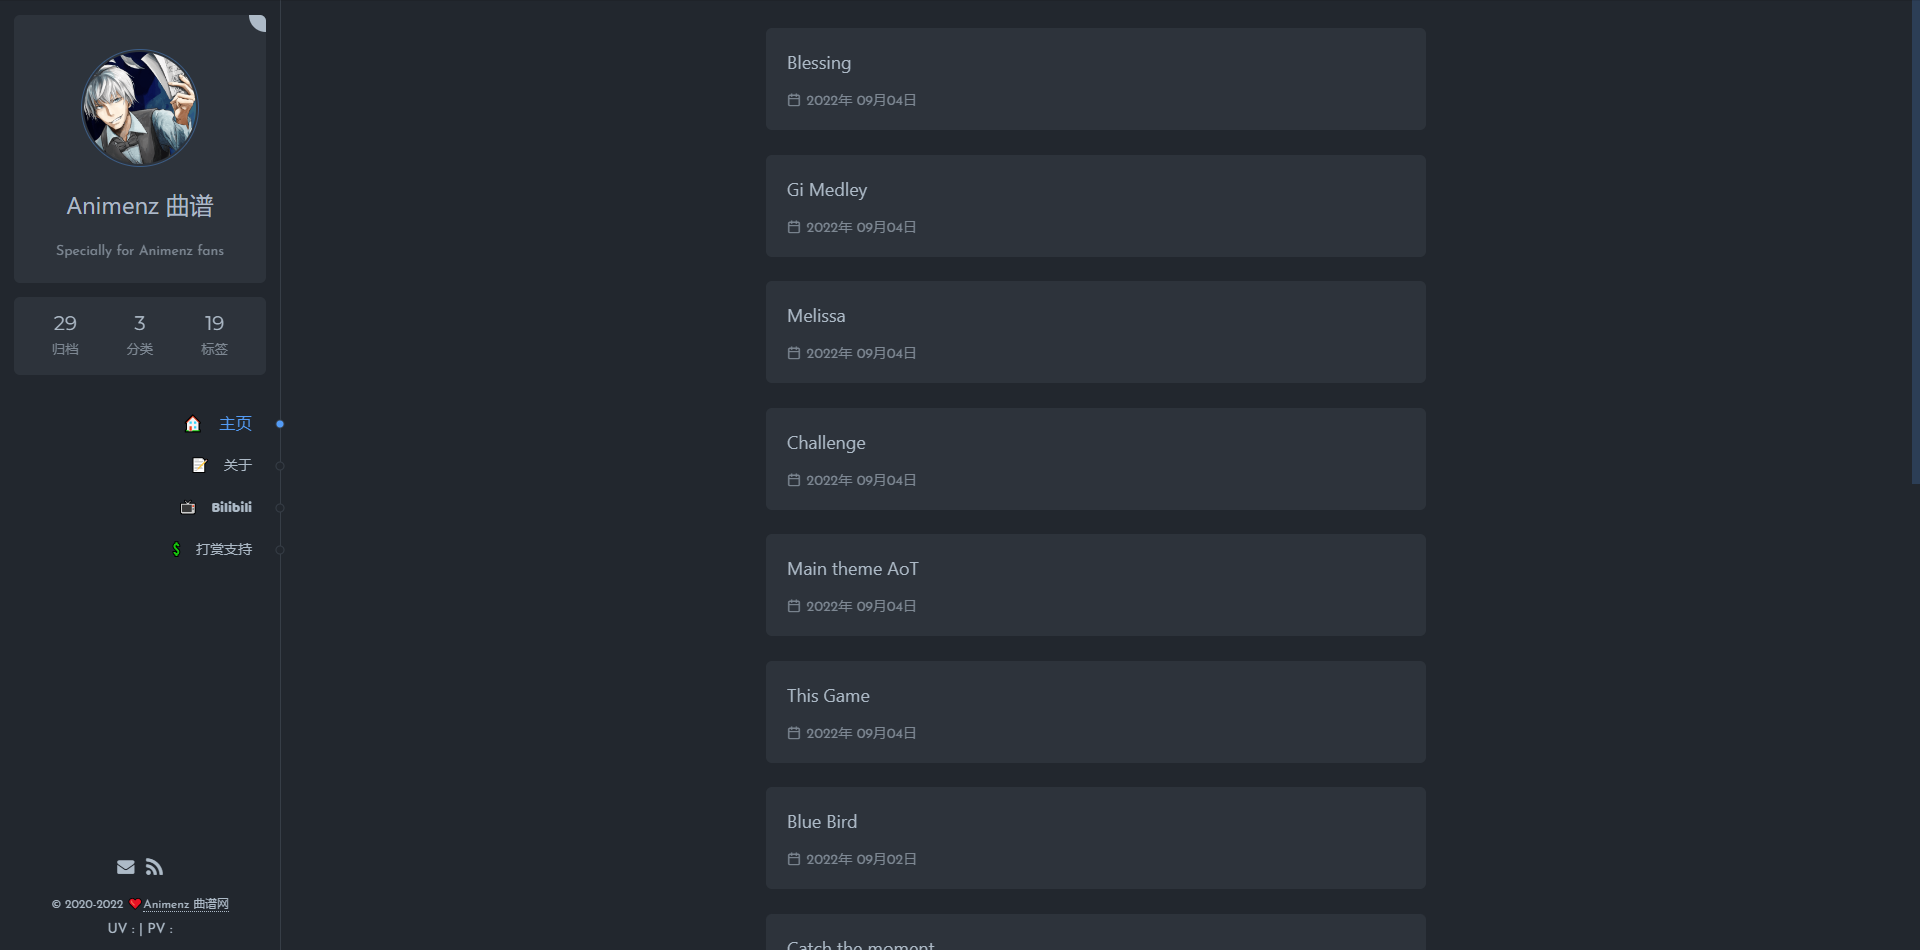 Animenz 曲谱
Specially for Animenz fans
29 3 19
归档 分类 标签
主页
关于
Bilibili
打赏支持
© 2020-2022 Animenz 曲谱网
UV : | PV :
Blessing
2022年 09月04日
Gi Medley
2022年 09月04日
Melissa
2022年 09月04日
Challenge
2022年 09月04日
Main theme AoT
2022年 09月04日
This Game
2022年 09月04日
Blue Bird
2022年 09月02日
Catch the moment